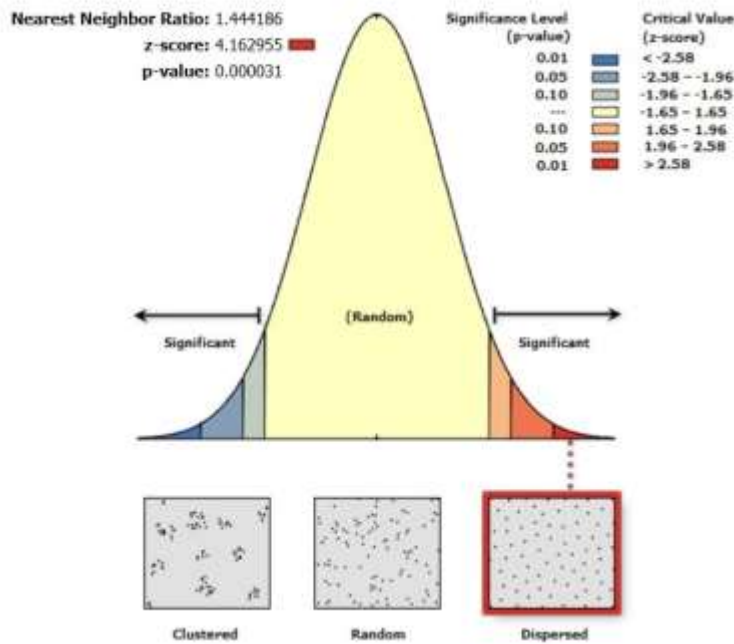 Nearest Neighbor Ratio: 1.444186
z-score: 4.162955
p-value: 0.000031
Significance Level (p-value)
Critical Value (z-score)
0.01 < -2.58
0.05 -2.58 – -1.96
0.10 -1.96 – -1.65
--- -1.65 – 1.65
0.10 1.65 – 1.96
0.05 1.96 – 2.58
0.01 > 2.58
(Random)
Significant
Significant
Clustered
Random
Dispersed